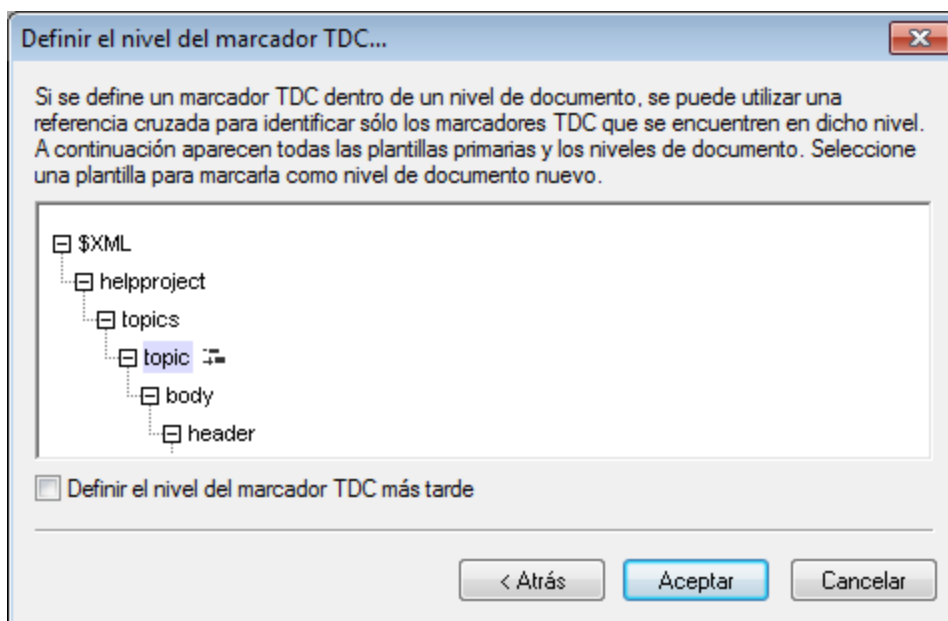 Definir el nivel del marcador TDC...
Si se define un marcador TDC dentro de un nivel de documento, se puede utilizar una
referencia cruzada para identificar sólo los marcadores TDC que se encuentren en dicho nivel.
A continuación aparecen todas las plantillas primarias y los niveles de documento. Seleccione
una plantilla para marcarla como nivel de documento nuevo.
$XML
helpproject
topics
topic
body
header
Definir el nivel del marcador TDC más tarde
< Atrás
Aceptar
Cancelar